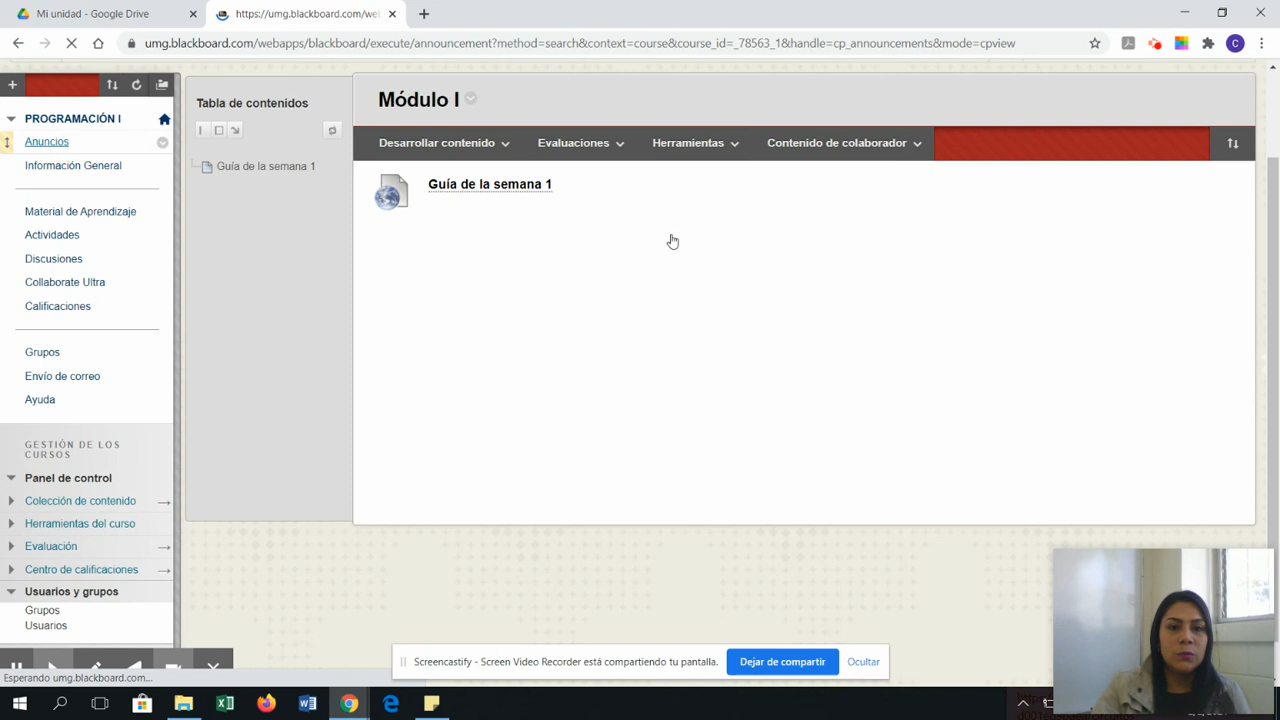 Mi unidad - Google Drive
https://umg.blackboard.com/we
umg.blackboard.com/webapps/blackboard/execute/announcement?method=search&context=course&course_id=_78563_1&handle=cp_announcements&mode=cpview
C
PROGRAMACIÓN I
Anuncios
Información General
Material de Aprendizaje
Actividades
Discusiones
Collaborate Ultra
Calificaciones
Grupos
Envío de correo
Ayuda
GESTIÓN DE LOS
CURSOS
Panel de control
Colección de contenido
Herramientas del curso
Evaluación
Centro de calificaciones
Usuarios y grupos
Grupos
Usuarios
Tabla de contenidos
Guía de la semana 1
Módulo I
Desarrollar contenido
Evaluaciones
Herramientas
Contenido de colaborador
Guía de la semana 1
Screencastify - Screen Video Recorder está compartiendo tu pantalla.
Dejar de compartir
Ocultar
Esperando umg.blackboard.com...